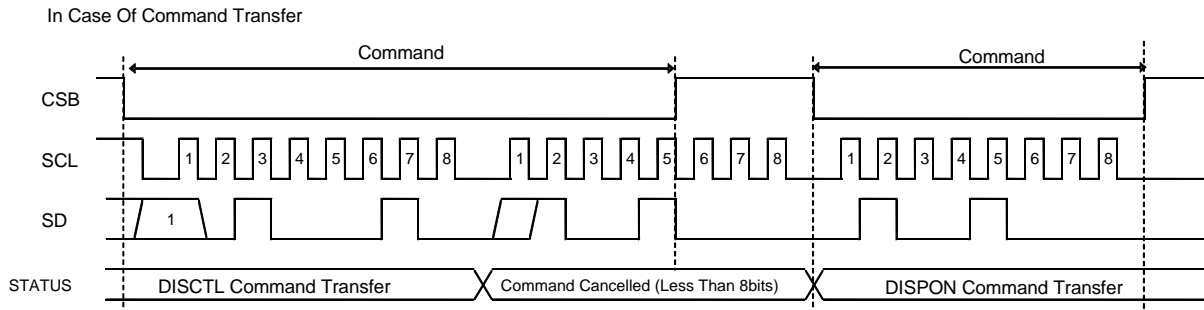 In Case Of Command Transfer
Command
Command
CSB
SCL
1 2 3 4 5 6 7 8 1 2 3 4 5 6 7 8 1 2 3 4 5 6 7 8
SD
1
STATUS
DISCTL Command Transfer
Command Cancelled (Less Than 8bits)
DISPON Command Transfer